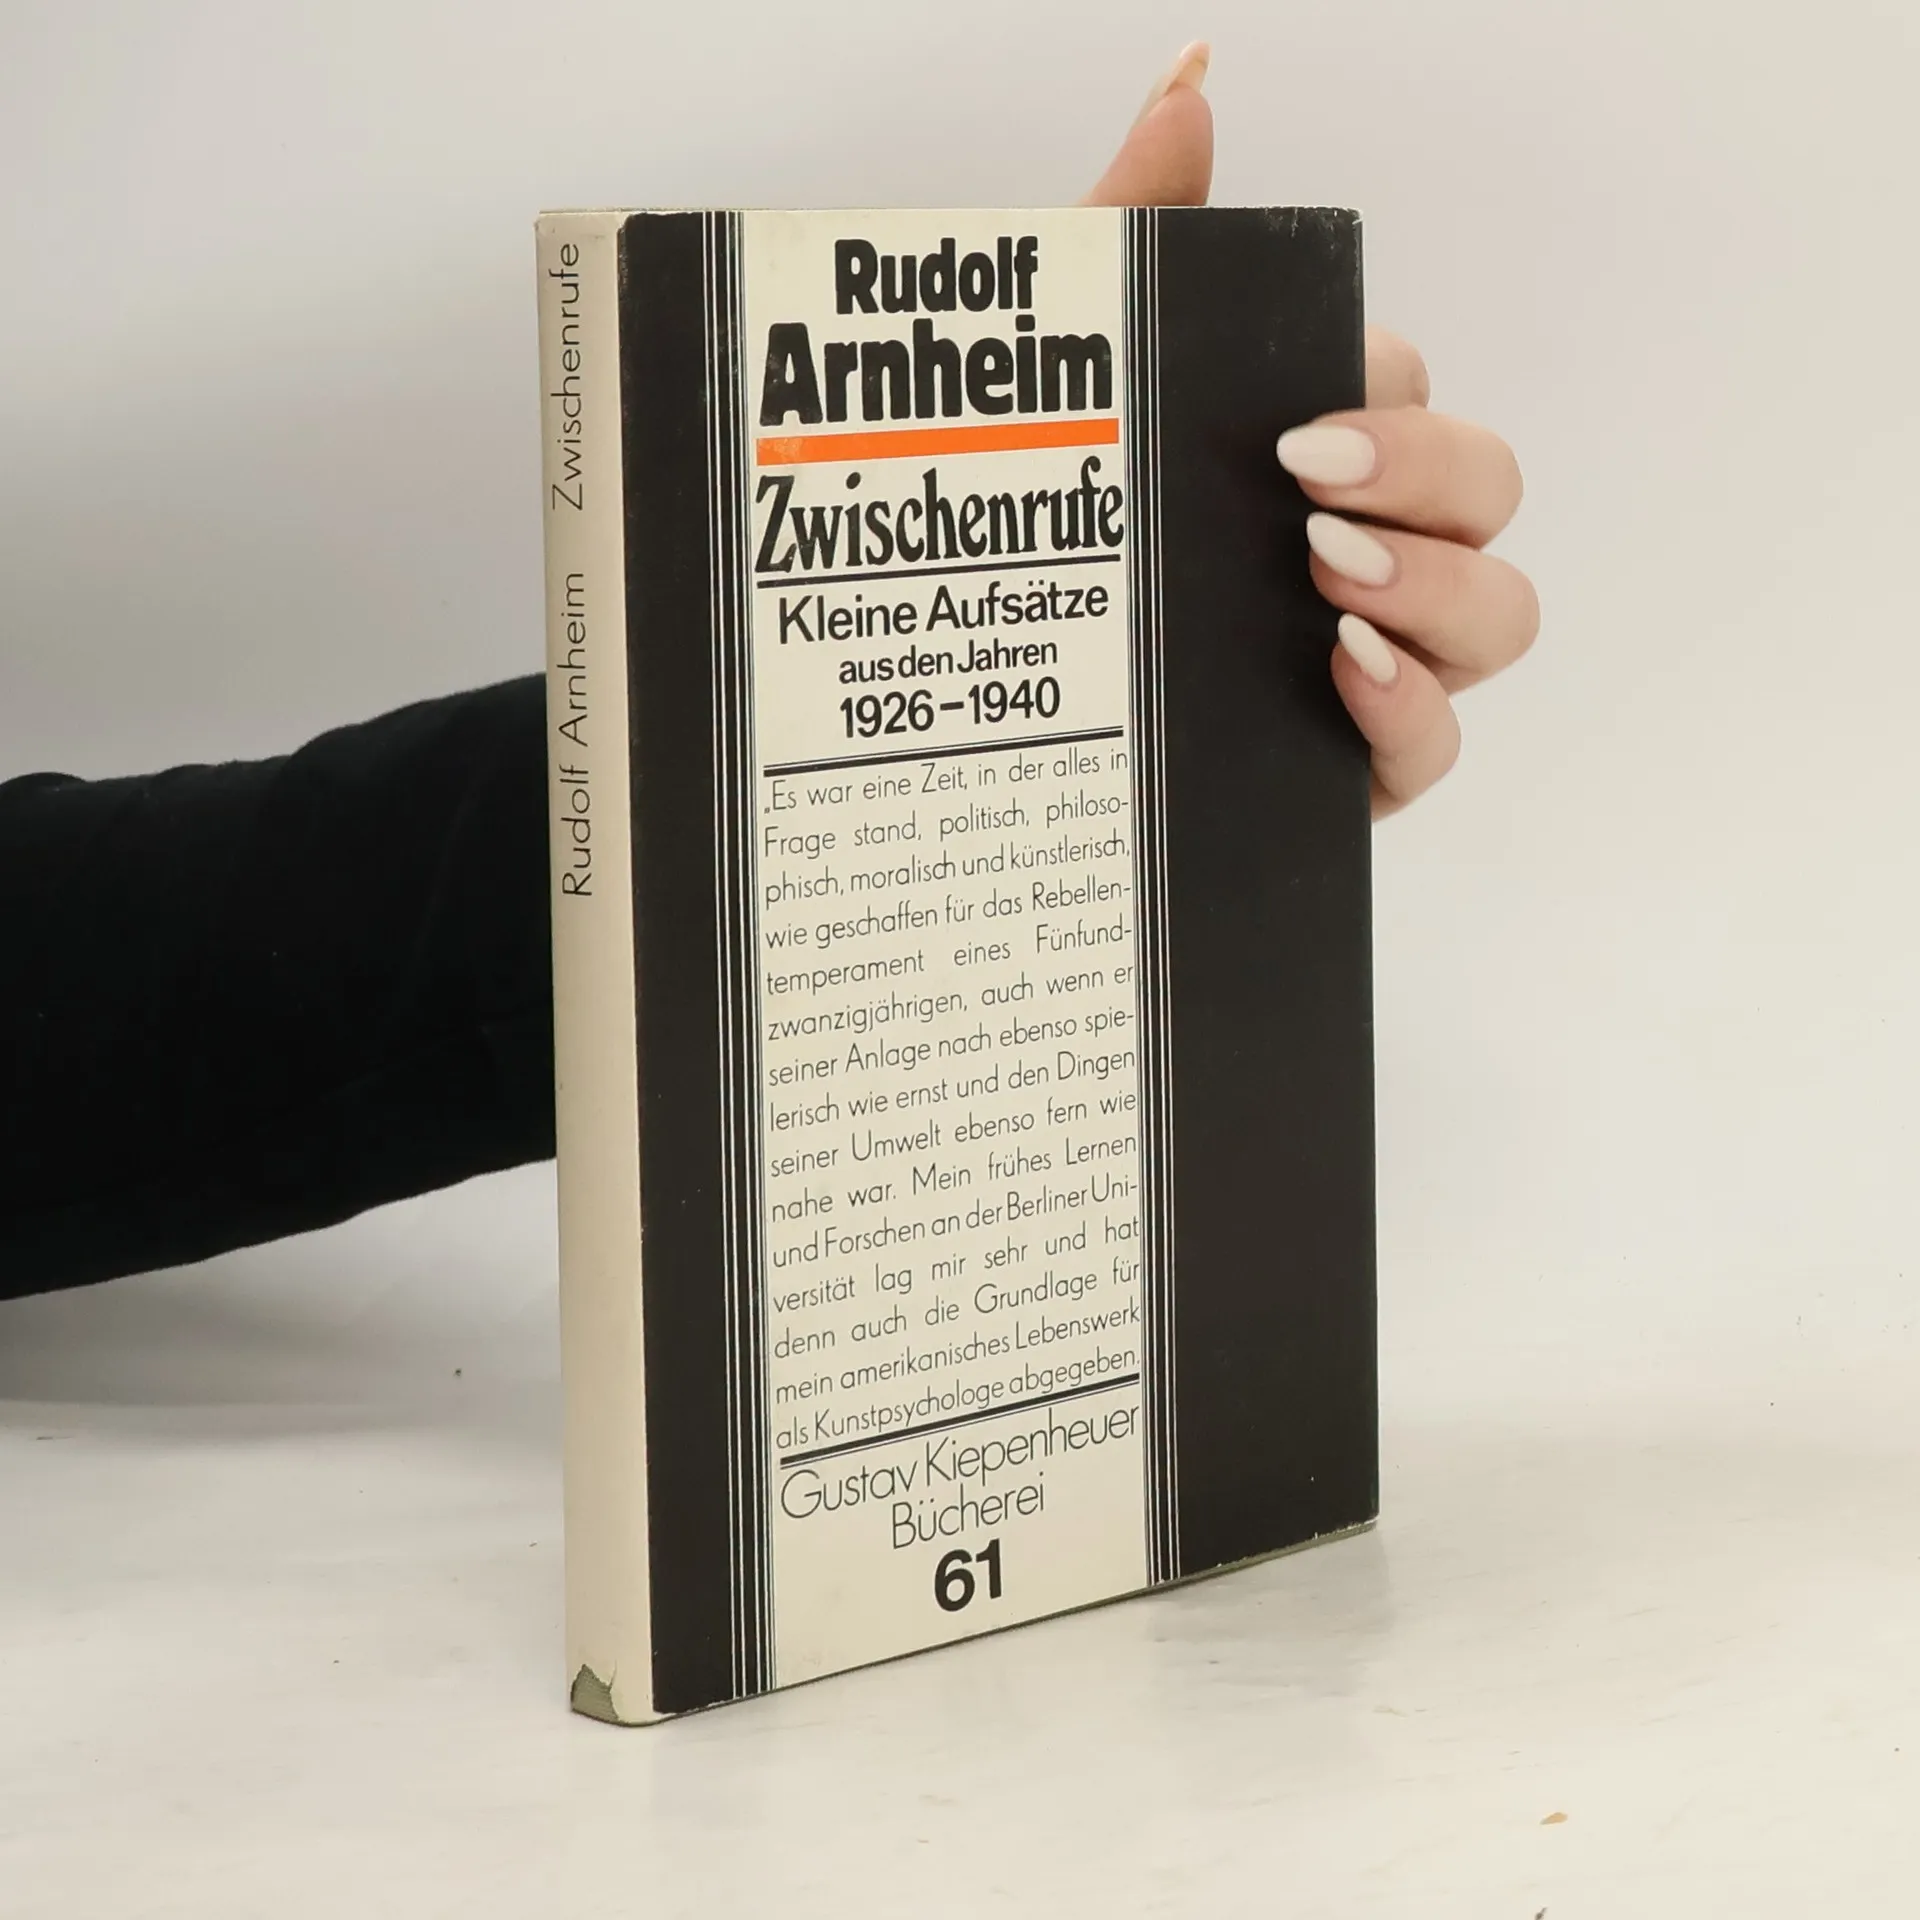 Rudolf Arnheim Zwischenrufe
Rudolf
Arnheim
Zwischenrufe
Kleine Aufsätze
aus den Jahren
1926–1940
„Es war eine Zeit, in der alles in
Frage stand, politisch, philoso-
phisch, moralisch und künstlerisch,
wie geschaffen für das Rebellen-
temperament eines Fünfund-
zwanzigjährigen, auch wenn er
seiner Anlage nach ebenso spie-
lerisch wie ernst und den Dingen
seiner Umwelt ebenso fern wie
nahe war. Mein frühes Lernen
und Forschen an der Berliner Uni-
versität lag mir sehr und hat
denn auch die Grundlage für
mein amerikanisches Lebenswerk
als Kunstpsychologe abgegeben.
Gustav Kiepenheuer
Bücherei
61